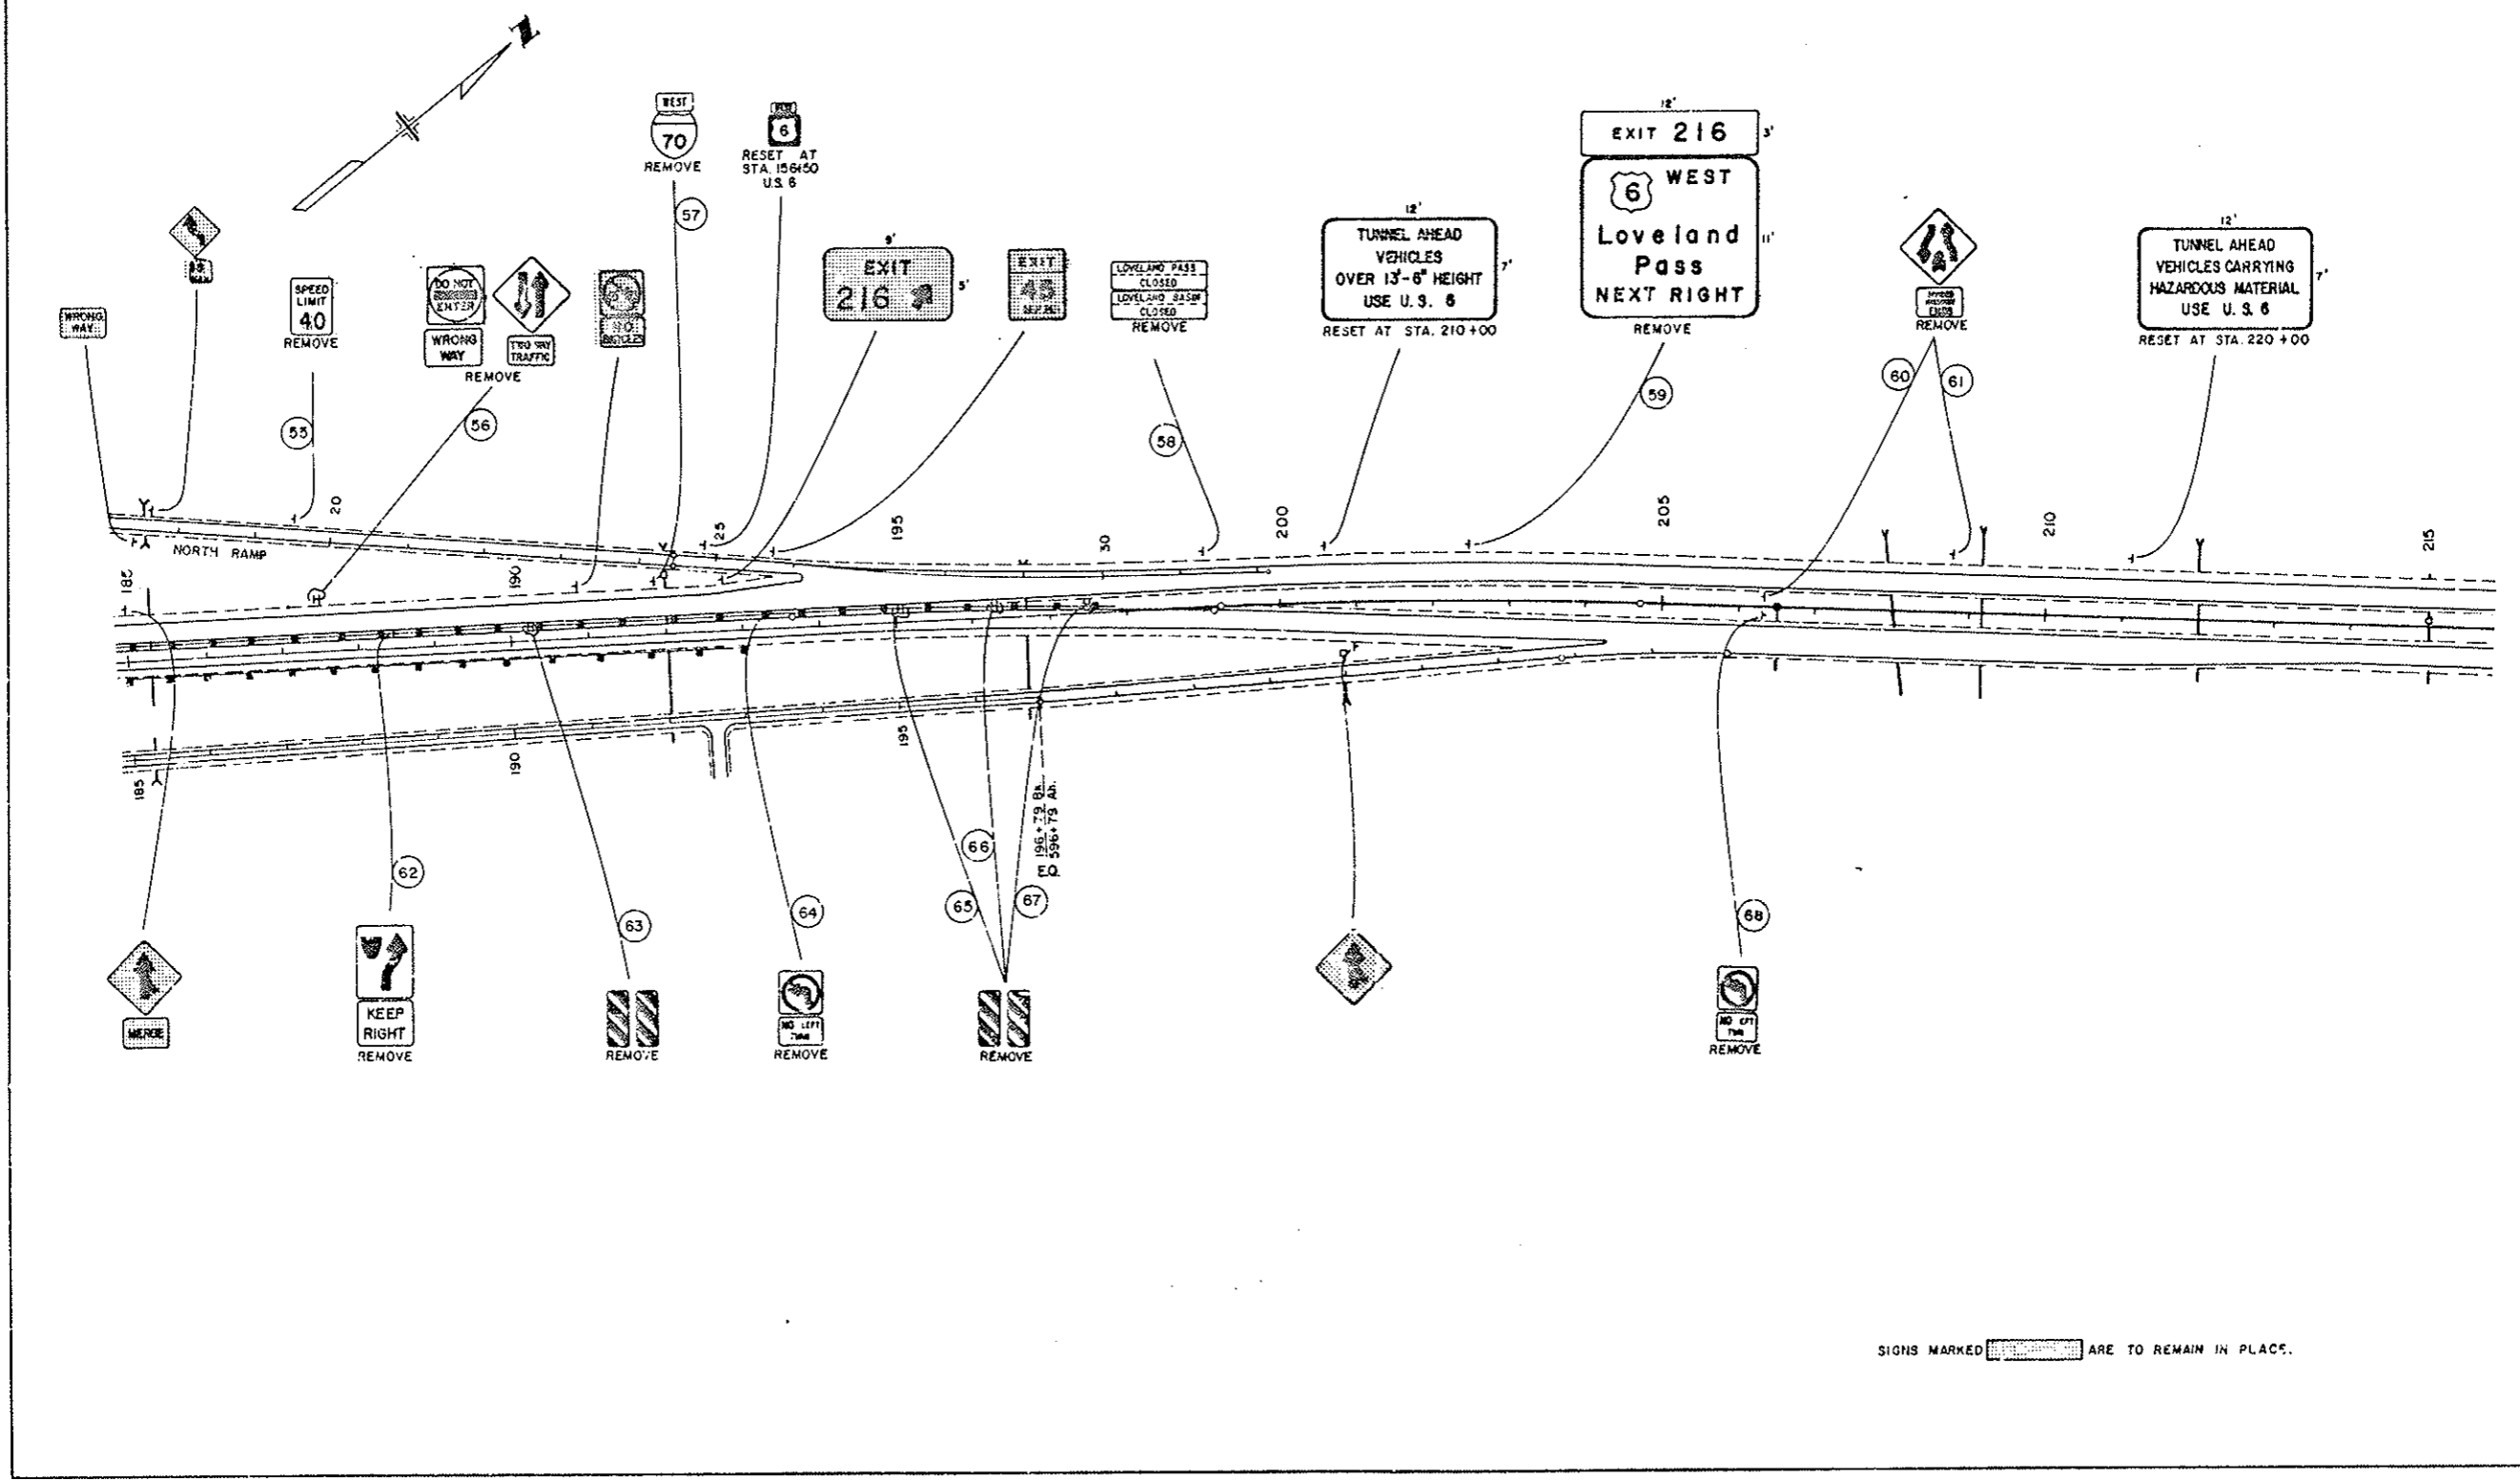 Z
WEST
70
REMOVE
57
6
RESET AT
STA. 156+50
U.S. 6
WRONG
WAY
SPEED
LIMIT
40
REMOVE
55
DO NOT
ENTER
WRONG
WAY
TWO WAY
TRAFFIC
REMOVE
56
NO
BICYCLES
9'
EXIT
216
5'
EXIT
45
LOVELAND PASS
CLOSED
LOVELAND BASIN
CLOSED
REMOVE
58
12'
TUNNEL AHEAD
VEHICLES
OVER 13'-6" HEIGHT
USE U. S. 6
7'
RESET AT STA. 210+00
12'
EXIT 216
3'
6 WEST
Loveland
Pass
NEXT RIGHT
11'
REMOVE
59
DIVIDED
HIGHWAY
ENDS
REMOVE
60
61
12'
TUNNEL AHEAD
VEHICLES CARRYING
HAZARDOUS MATERIAL
USE U. S. 6
7'
RESET AT STA. 220+00
NORTH RAMP
20
25
30
185
190
195
200
205
210
215
185
190
195
EQ. 196+79 Bk.
596+79 Ah.
MERGE
62
KEEP
RIGHT
REMOVE
63
REMOVE
64
NO LEFT
TURN
REMOVE
65
66
67
REMOVE
68
NO LEFT
TURN
REMOVE
SIGNS MARKED ARE TO REMAIN IN PLACE.